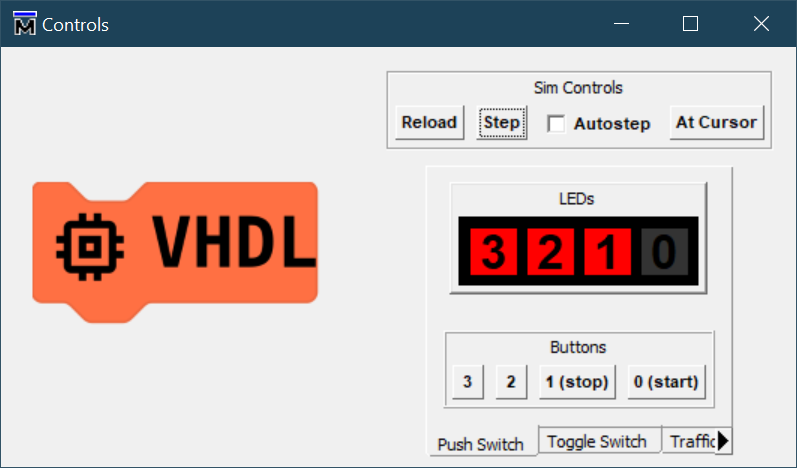 Controls
Sim Controls
Reload Step Autostep At Cursor
VHDL
LEDs
3 2 1 0
Buttons
3 2 1 (stop) 0 (start)
Push Switch Toggle Switch Traffic